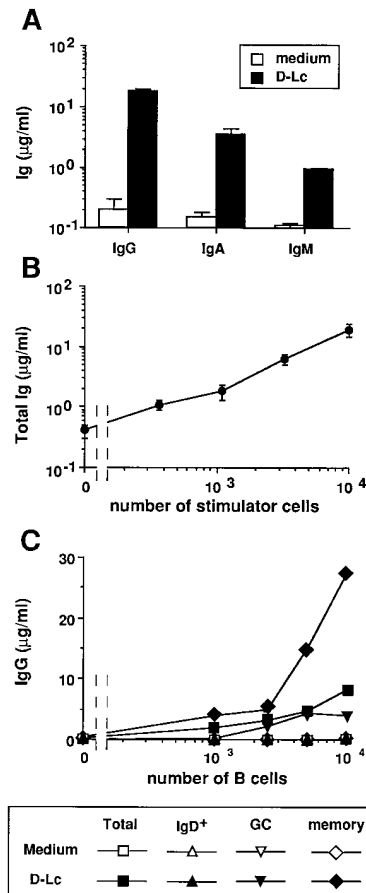 A
medium
D-Lc
Ig (µg/ml)
10²
10¹
10⁰
10⁻¹
IgG IgA IgM
B
Total Ig (µg/ml)
10²
10¹
10⁰
10⁻¹
0 10³ 10⁴
number of stimulator cells
C
IgG (µg/ml)
30
20
10
0
0 10³ 10⁴
number of B cells
Total IgD⁺ GC memory
Medium
D-Lc